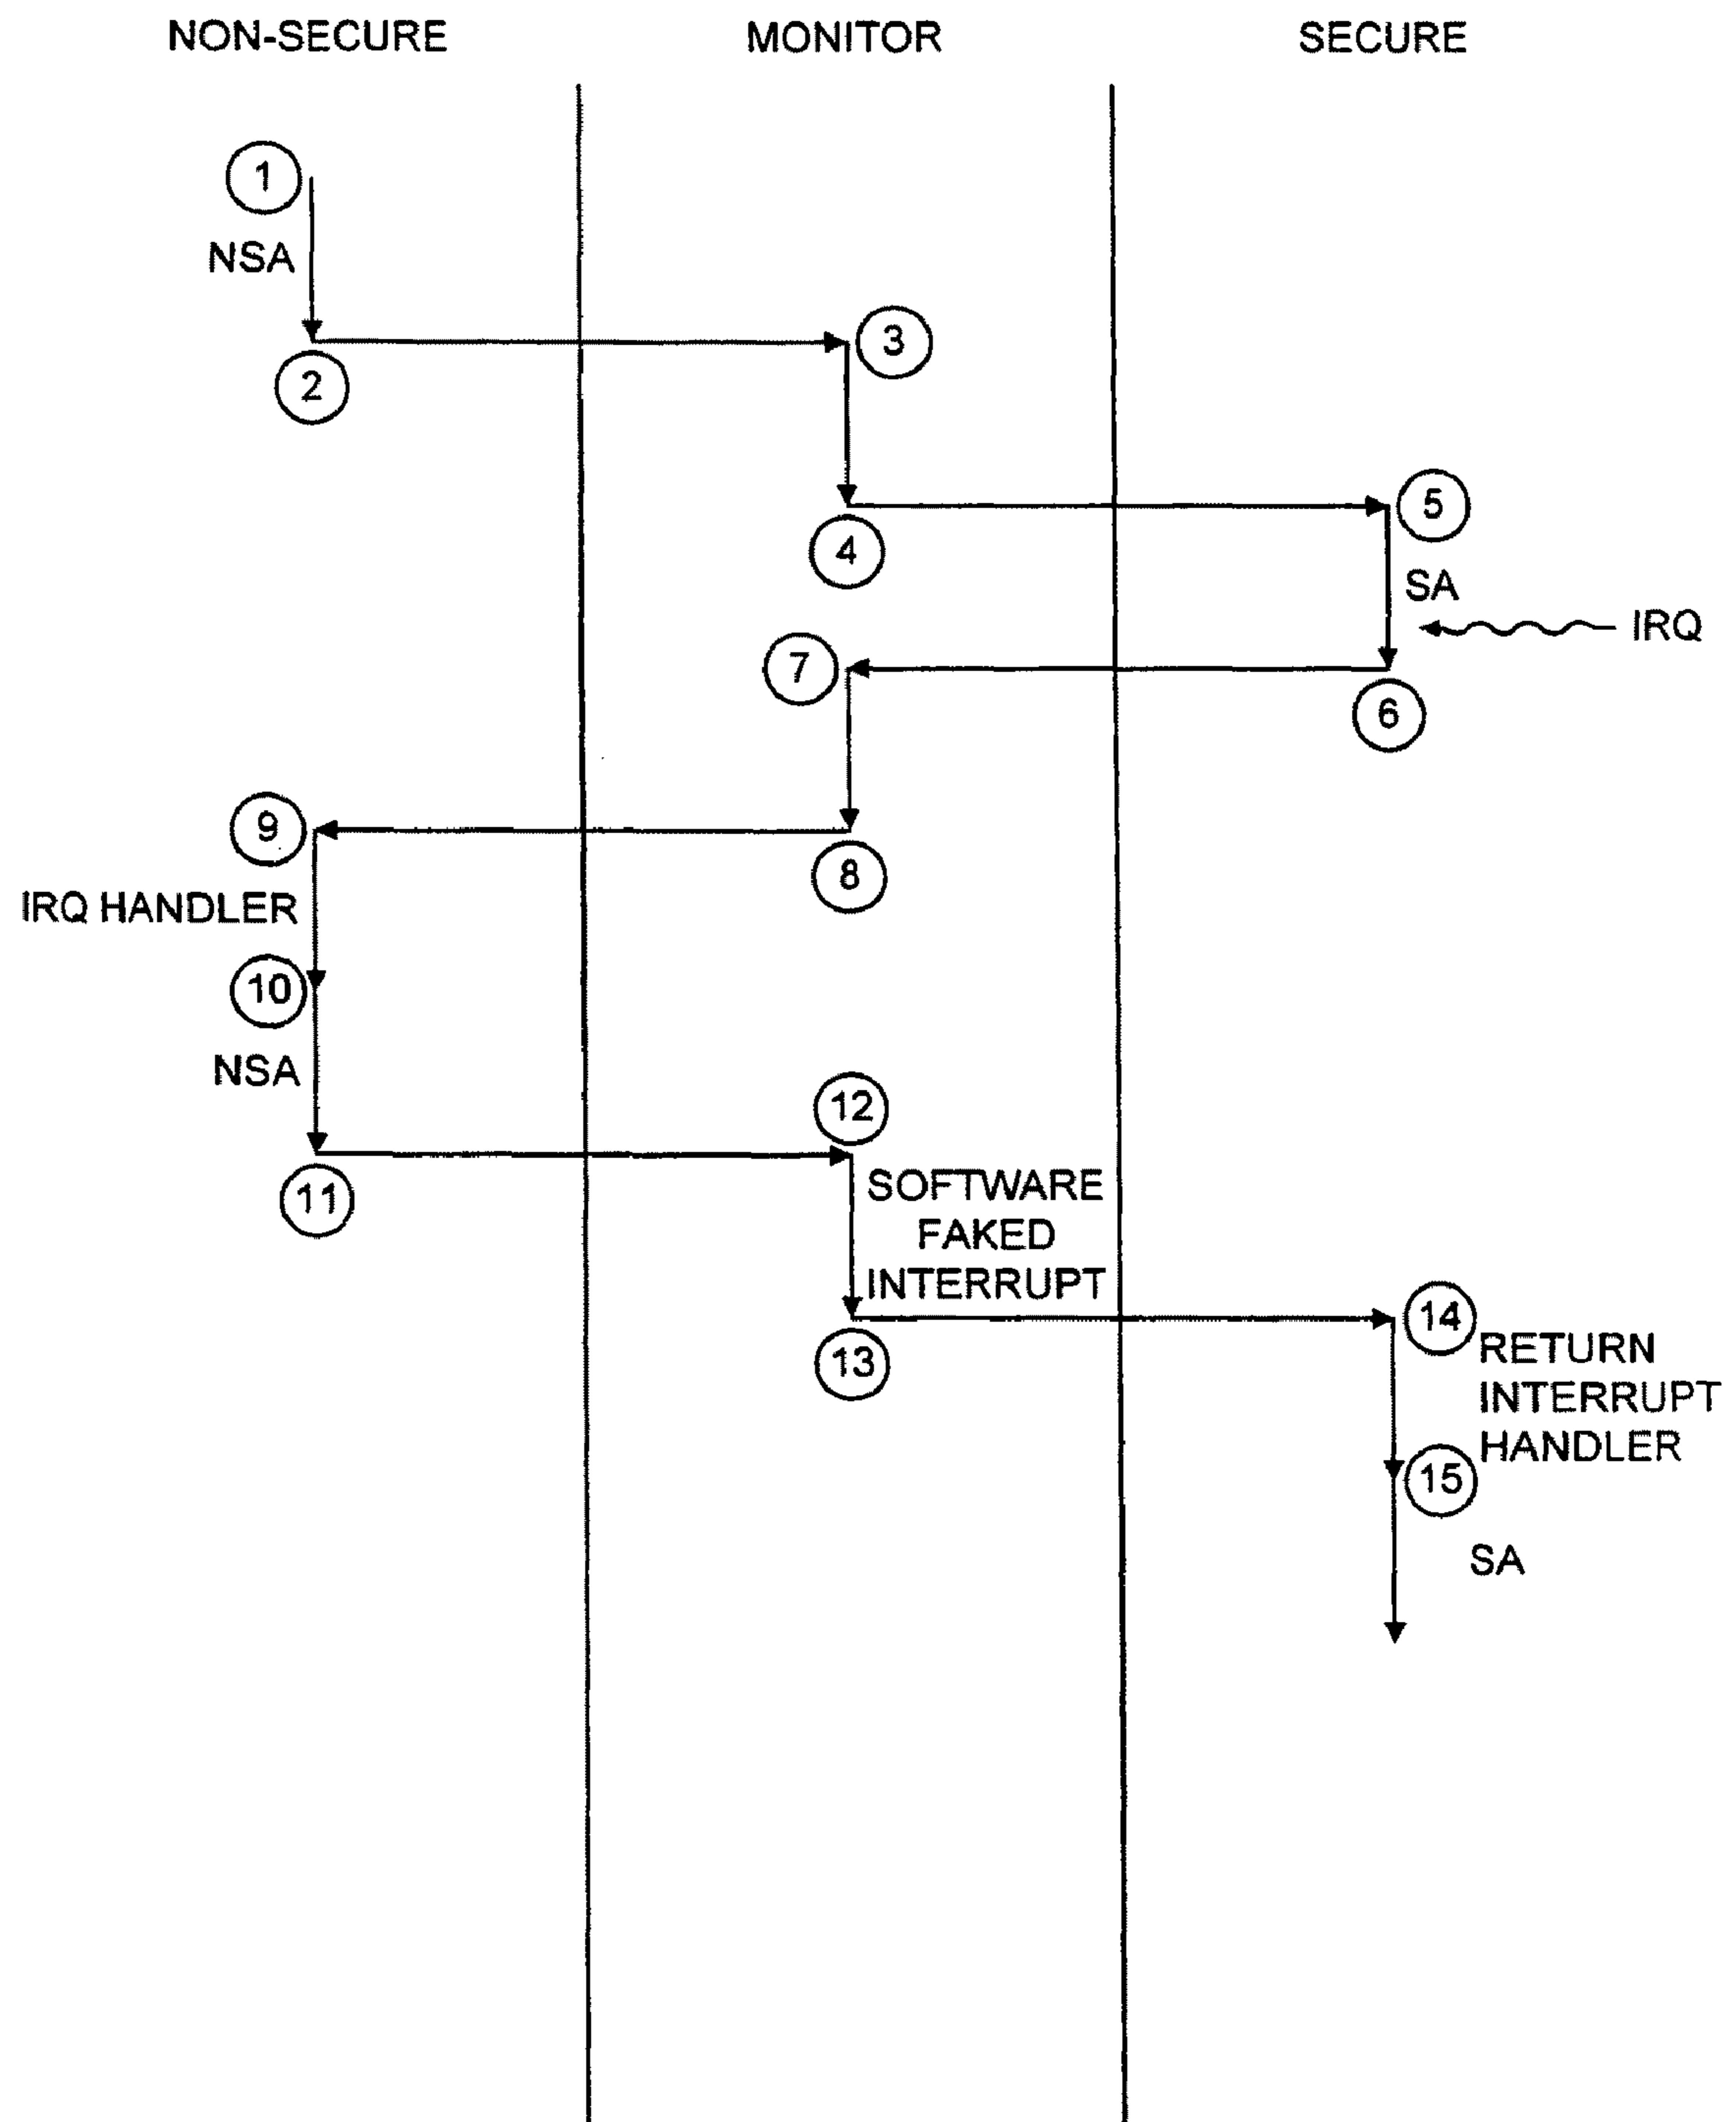 NON-SECURE
MONITOR
SECURE
1
NSA
2
3
4
5
SA
IRQ
6
7
8
9
IRQ HANDLER
10
NSA
11
12
SOFTWARE
FAKED
INTERRUPT
13
14
RETURN
INTERRUPT
HANDLER
15
SA